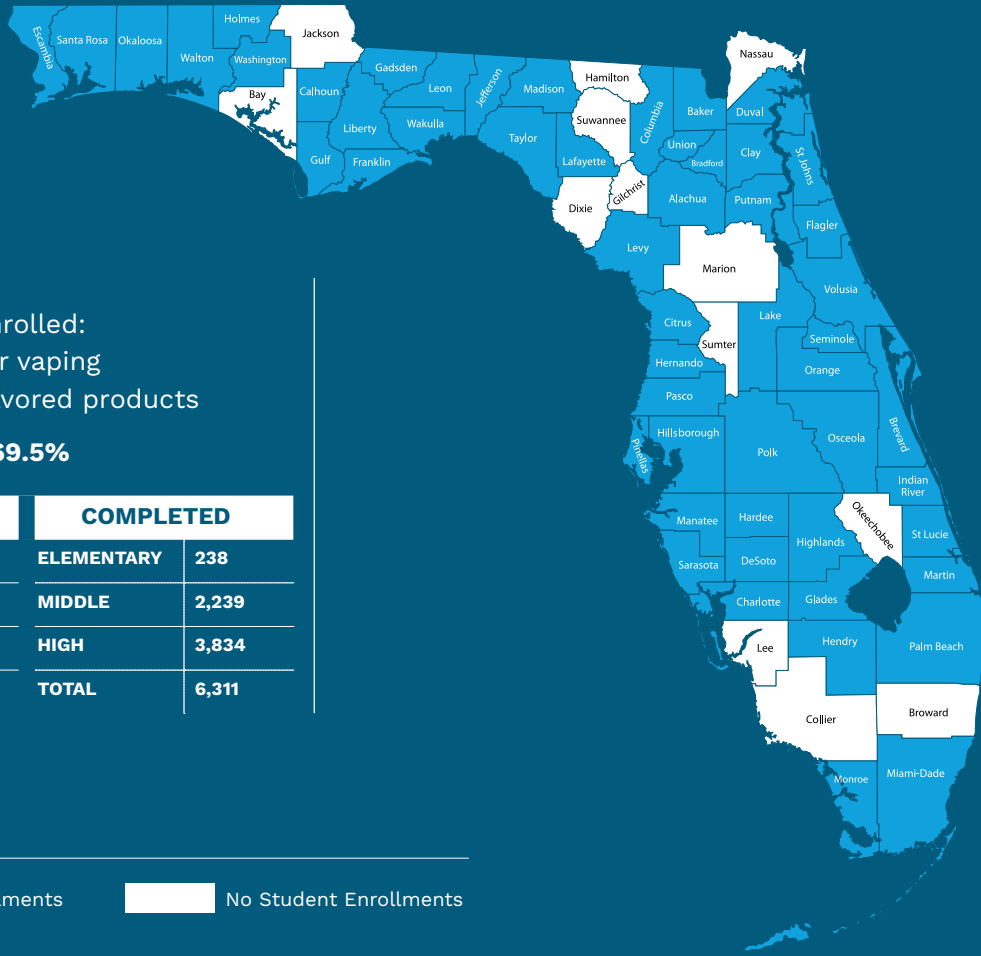 Holmes
Jackson
Escambia
Santa Rosa
Okaloosa
Walton
Washington
Bay
Calhoun
Gadsden
Leon
Jefferson
Madison
Hamilton
Nassau
Liberty
Wakulla
Gulf
Franklin
Taylor
Lafayette
Suwannee
Columbia
Baker
Duval
Union
Bradford
Clay
St Johns
Dixie
Gilchrist
Alachua
Putnam
Flagler
Levy
Marion
Volusia
Citrus
Sumter
Lake
Seminole
Hernando
Orange
Pasco
Pinellas
Hillsborough
Polk
Osceola
Brevard
Indian
River
Manatee
Hardee
Highlands
Okeechobee
St Lucie
Sarasota
DeSoto
Martin
Charlotte
Glades
Lee
Hendry
Palm Beach
Collier
Broward
Monroe
Miami-Dade
nrolled:
r vaping
vored products
69.5%
COMPLETED
ELEMENTARY 238
MIDDLE 2,239
HIGH 3,834
TOTAL 6,311
lments
No Student Enrollments